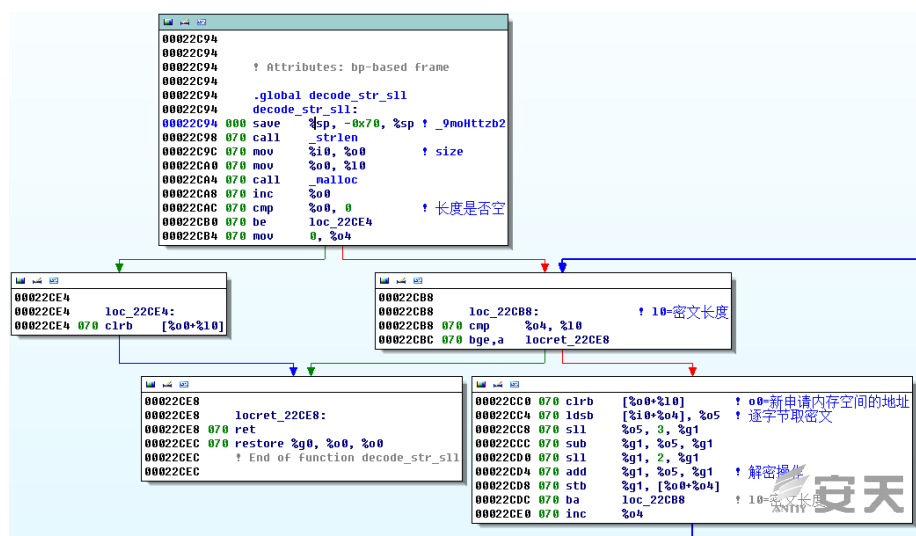 00022C94
00022C94
00022C94 ! Attributes: bp-based frame
00022C94
00022C94 .global decode_str_sll
00022C94 decode_str_sll:
00022C94 000 save %sp, -0x70, %sp ! _9moHttzb2
00022C98 070 call _strlen
00022C9C 070 mov %i0, %o0 ! size
00022CA0 070 mov %o0, %l0
00022CA4 070 call _malloc
00022CA8 070 inc %o0
00022CAC 070 cmp %o0, 0 ! 长度是否空
00022CB0 070 be loc_22CE4
00022CB4 070 mov 0, %o4
00022CE4
00022CE4 loc_22CE4:
00022CE4 070 clrb [%o0+%l0]
00022CB8
00022CB8 loc_22CB8: ! l0=密文长度
00022CB8 070 cmp %o4, %l0
00022CBC 070 bge,a locret_22CE8
00022CE8
00022CE8 locret_22CE8:
00022CE8 070 ret
00022CEC 070 restore %g0, %o0, %o0
00022CEC ! End of function decode_str_sll
00022CEC
00022CC0 070 clrb [%o0+%l0] ! o0=新申请内存空间的地址
00022CC4 070 ldsb [%i0+%o4], %o5 ! 逐字节取密文
00022CC8 070 sll %o5, 3, %g1
00022CCC 070 sub %g1, %o5, %g1
00022CD0 070 sll %g1, 2, %g1
00022CD4 070 add %g1, %o5, %g1 ! 解密操作
00022CD8 070 stb %g1, [%o0+%o4]
00022CDC 070 ba loc_22CB8 ! l0=密文长度
00022CE0 070 inc %o4
ANTIY 安天